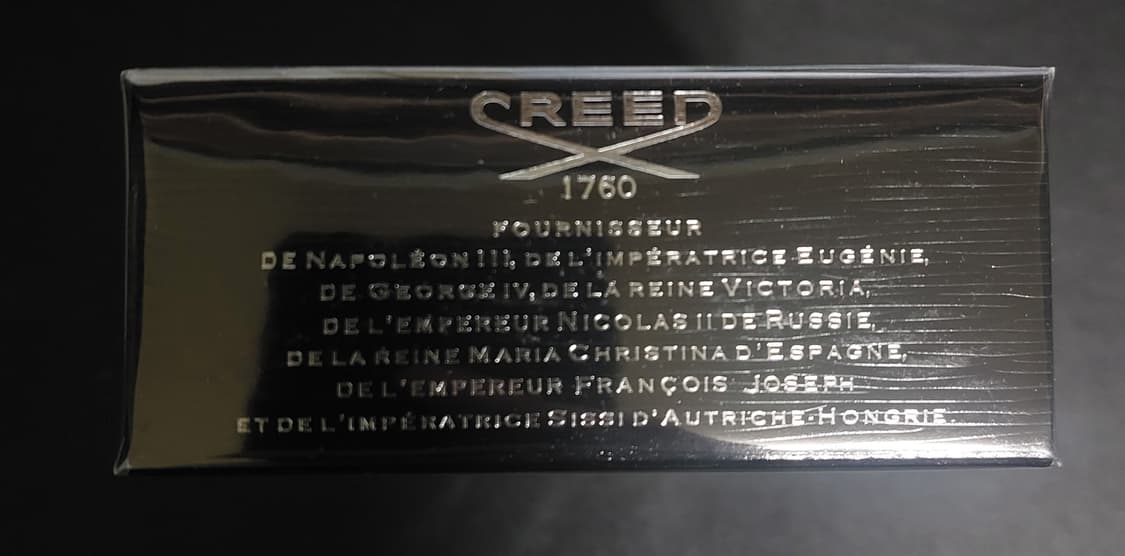 CREED
1760
FOURNISSEUR
DE NAPOLÉON III, DE L'IMPÉRATRICE EUGÉNIE,
DE GEORGE IV, DE LA REINE VICTORIA,
DE L'EMPEREUR NICOLAS II DE RUSSIE,
DE LA REINE MARIA CHRISTINA D'ESPAGNE,
DE L'EMPEREUR FRANÇOIS JOSEPH
ET DE L'IMPÉRATRICE SISSI D'AUTRICHE-HONGRIE.